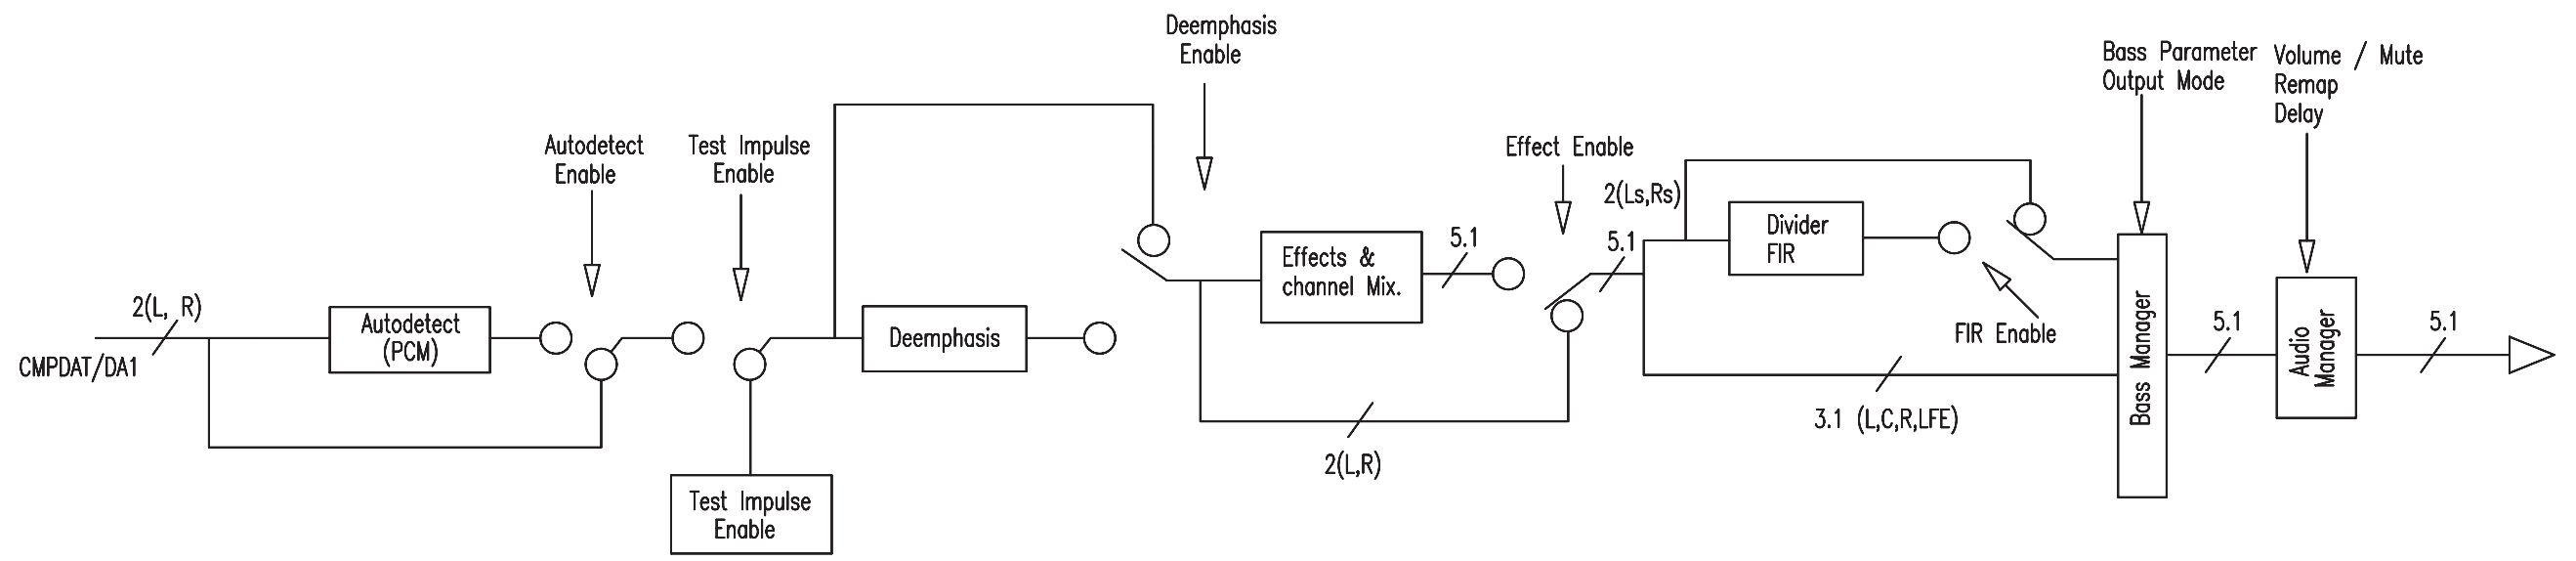 Deemphasis
Enable
Bass Parameter
Output Mode
Volume / Mute
Remap
Delay
Autodetect
Enable
Test Impulse
Enable
Effect Enable
2(Ls,Rs)
5.1
5.1
Effects &
channel Mix.
Divider
FIR
2(L, R)
CMPDAT/DA1
Autodetect
(PCM)
Deemphasis
FIR Enable
Bass Manager
5.1
Audio
Manager
5.1
3.1 (L,C,R,LFE)
2(L,R)
Test Impulse
Enable